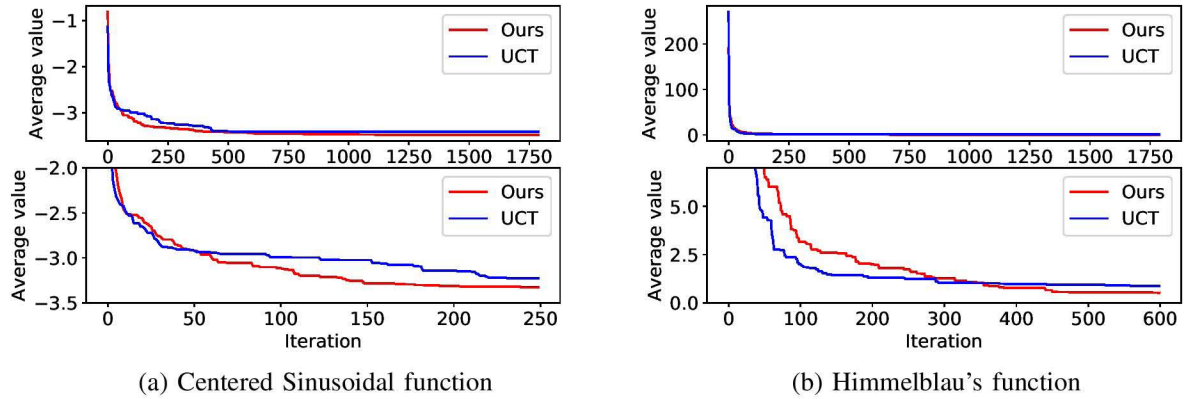 Average value
−1
−2
−3
Ours
UCT
0 250 500 750 1000 1250 1500 1750
Average value
−2.0
−2.5
−3.0
−3.5
Ours
UCT
0 50 100 150 200 250
Iteration
(a) Centered Sinusoidal function
Average value
200
100
0
Ours
UCT
0 250 500 750 1000 1250 1500 1750
Average value
5.0
2.5
0.0
Ours
UCT
0 100 200 300 400 500 600
Iteration
(b) Himmelblau's function